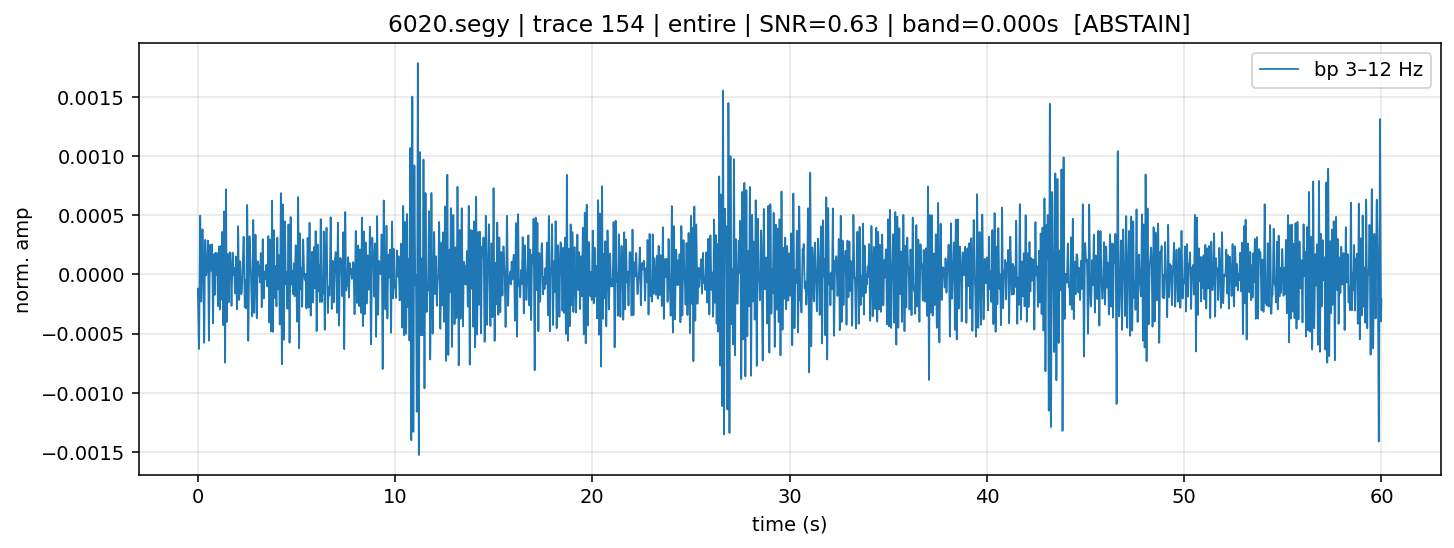 6020.segy | trace 154 | entire | SNR=0.63 | band=0.000s  [ABSTAIN]
bp 3–12 Hz
0.0015
0.0010
0.0005
0.0000
−0.0005
−0.0010
−0.0015
norm. amp
0 10 20 30 40 50 60
time (s)